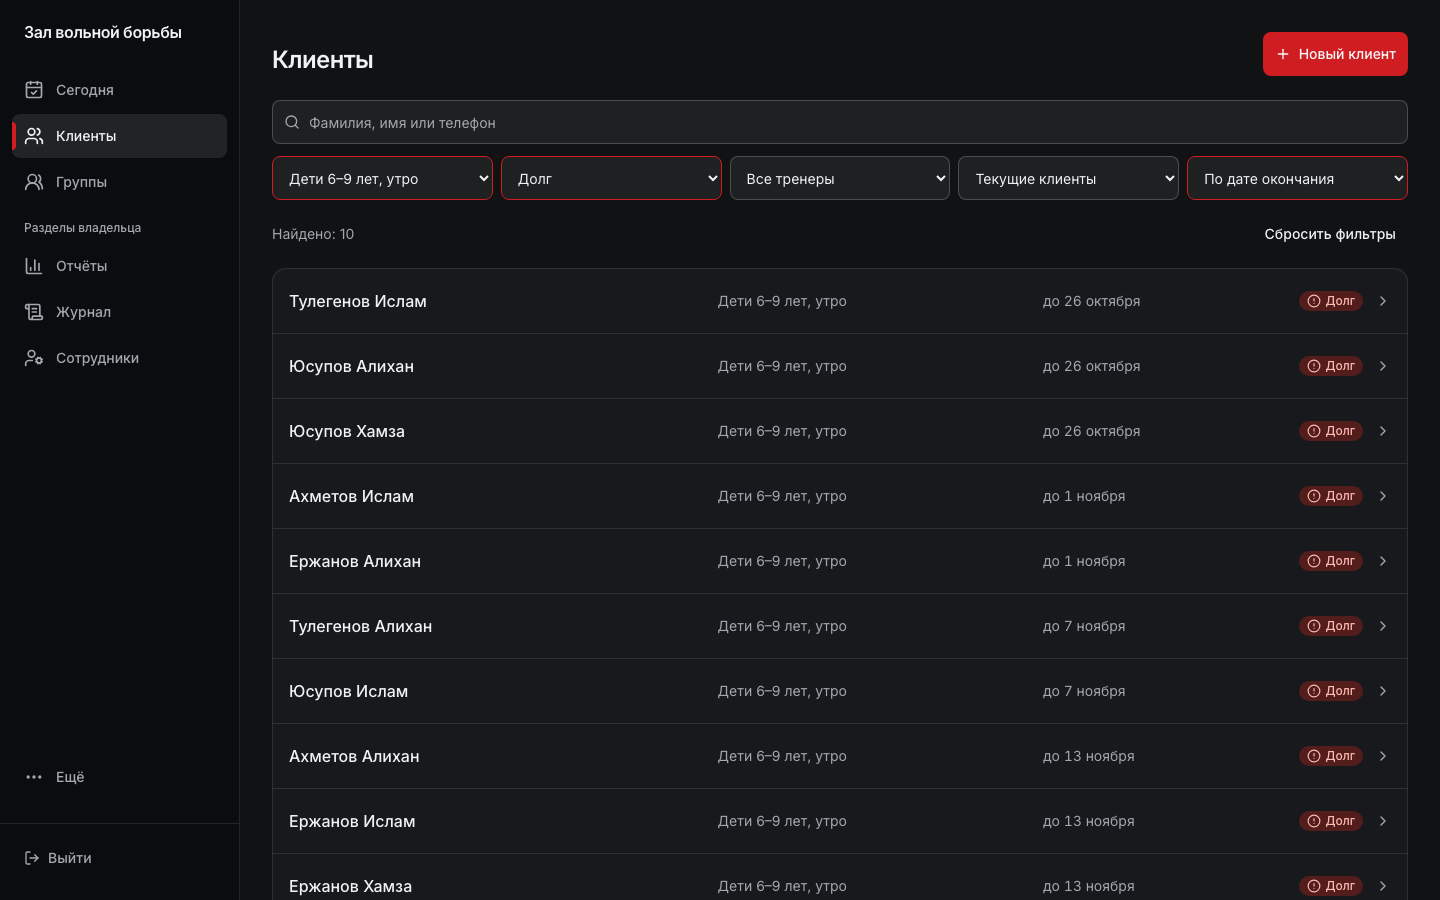 Зал вольной борьбы
Сегодня
Клиенты
Группы
Разделы владельца
Отчёты
Журнал
Сотрудники
Ещё
Выйти
Клиенты
Новый клиент
Фамилия, имя или телефон
Дети 6–9 лет, утро Долг Все тренеры Текущие клиенты По дате окончания
Найдено: 10 Сбросить фильтры
Тулегенов Ислам Дети 6–9 лет, утро до 26 октября Долг
Юсупов Алихан Дети 6–9 лет, утро до 26 октября Долг
Юсупов Хамза Дети 6–9 лет, утро до 26 октября Долг
Ахметов Ислам Дети 6–9 лет, утро до 1 ноября Долг
Ержанов Алихан Дети 6–9 лет, утро до 1 ноября Долг
Тулегенов Алихан Дети 6–9 лет, утро до 7 ноября Долг
Юсупов Ислам Дети 6–9 лет, утро до 7 ноября Долг
Ахметов Алихан Дети 6–9 лет, утро до 13 ноября Долг
Ержанов Ислам Дети 6–9 лет, утро до 13 ноября Долг
Ержанов Хамза Дети 6–9 лет, утро до 13 ноября Долг